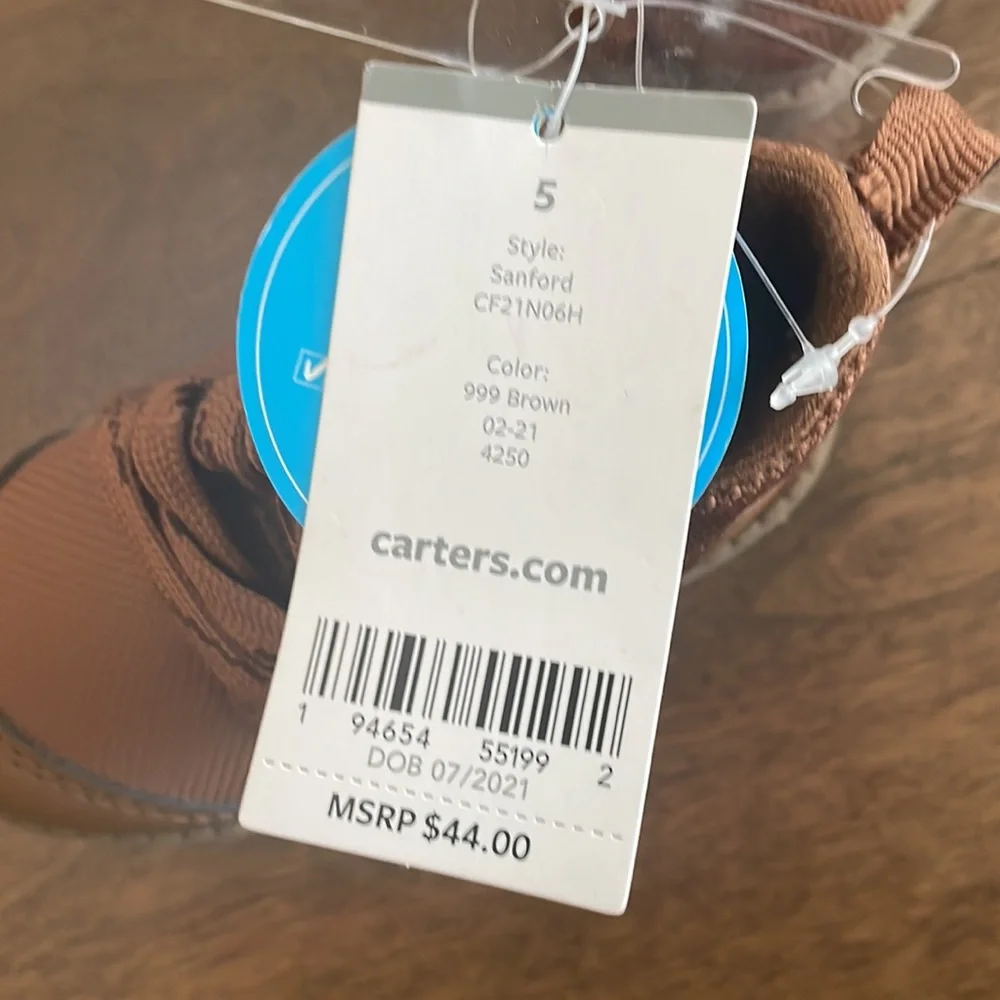 5
Style:
Sanford
CF21N06H
Color:
999 Brown
02-21
4250
carters.com
1 94654 55199 2
DOB 07/2021
MSRP $44.00